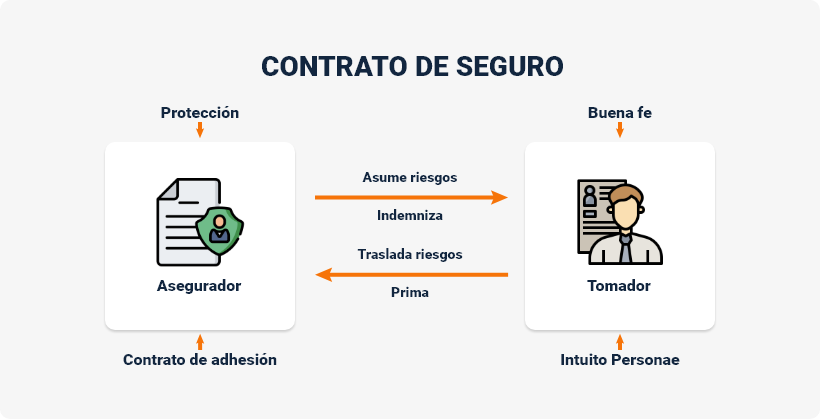 CONTRATO DE SEGURO
Protección
Buena fe
Asume riesgos
Indemniza
Traslada riesgos
Prima
Asegurador
Tomador
Contrato de adhesión
Intuito Personae